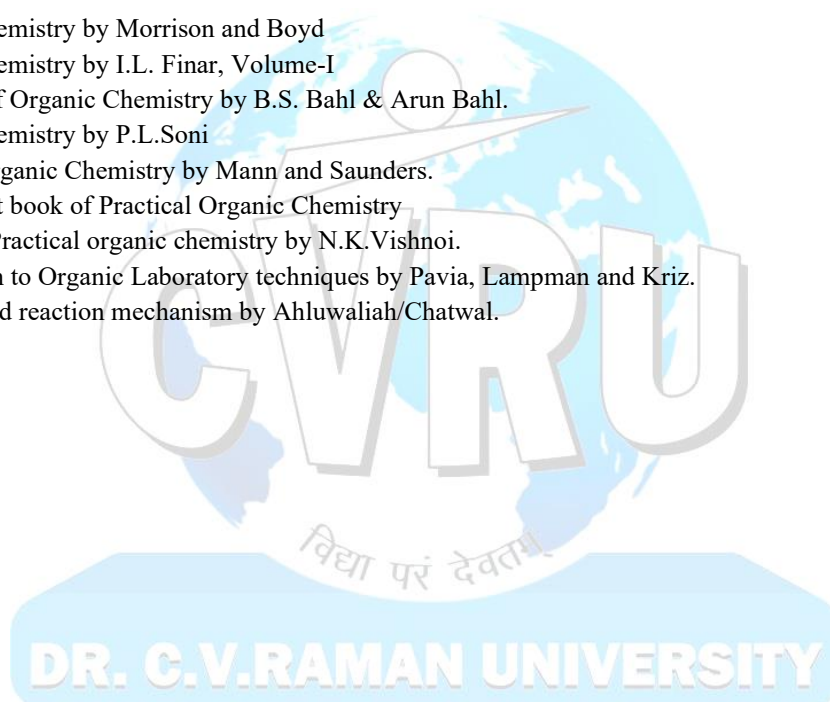 emistry by Morrison and Boyd
emistry by I.L. Finar, Volume-I
f Organic Chemistry by B.S. Bahl & Arun Bahl.
emistry by P.L.Soni
ganic Chemistry by Mann and Saunders.
t book of Practical Organic Chemistry
Practical organic chemistry by N.K.Vishnoi.
n to Organic Laboratory techniques by Pavia, Lampman and Kriz.
d reaction mechanism by Ahluwaliah/Chatwal.
CVRU
विद्या परं देवतम्
DR. C.V.RAMAN UNIVERSITY